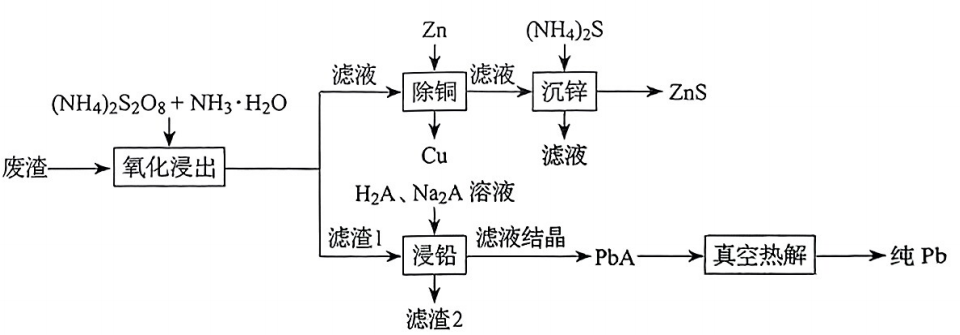 Zn
(NH₄)₂S
滤液
除铜
滤液
沉锌
ZnS
(NH₄)₂S₂O₈ + NH₃·H₂O
Cu
滤液
废渣
氧化浸出
H₂A、Na₂A 溶液
滤渣1
浸铅
滤液结晶
PbA
真空热解
纯 Pb
滤渣2